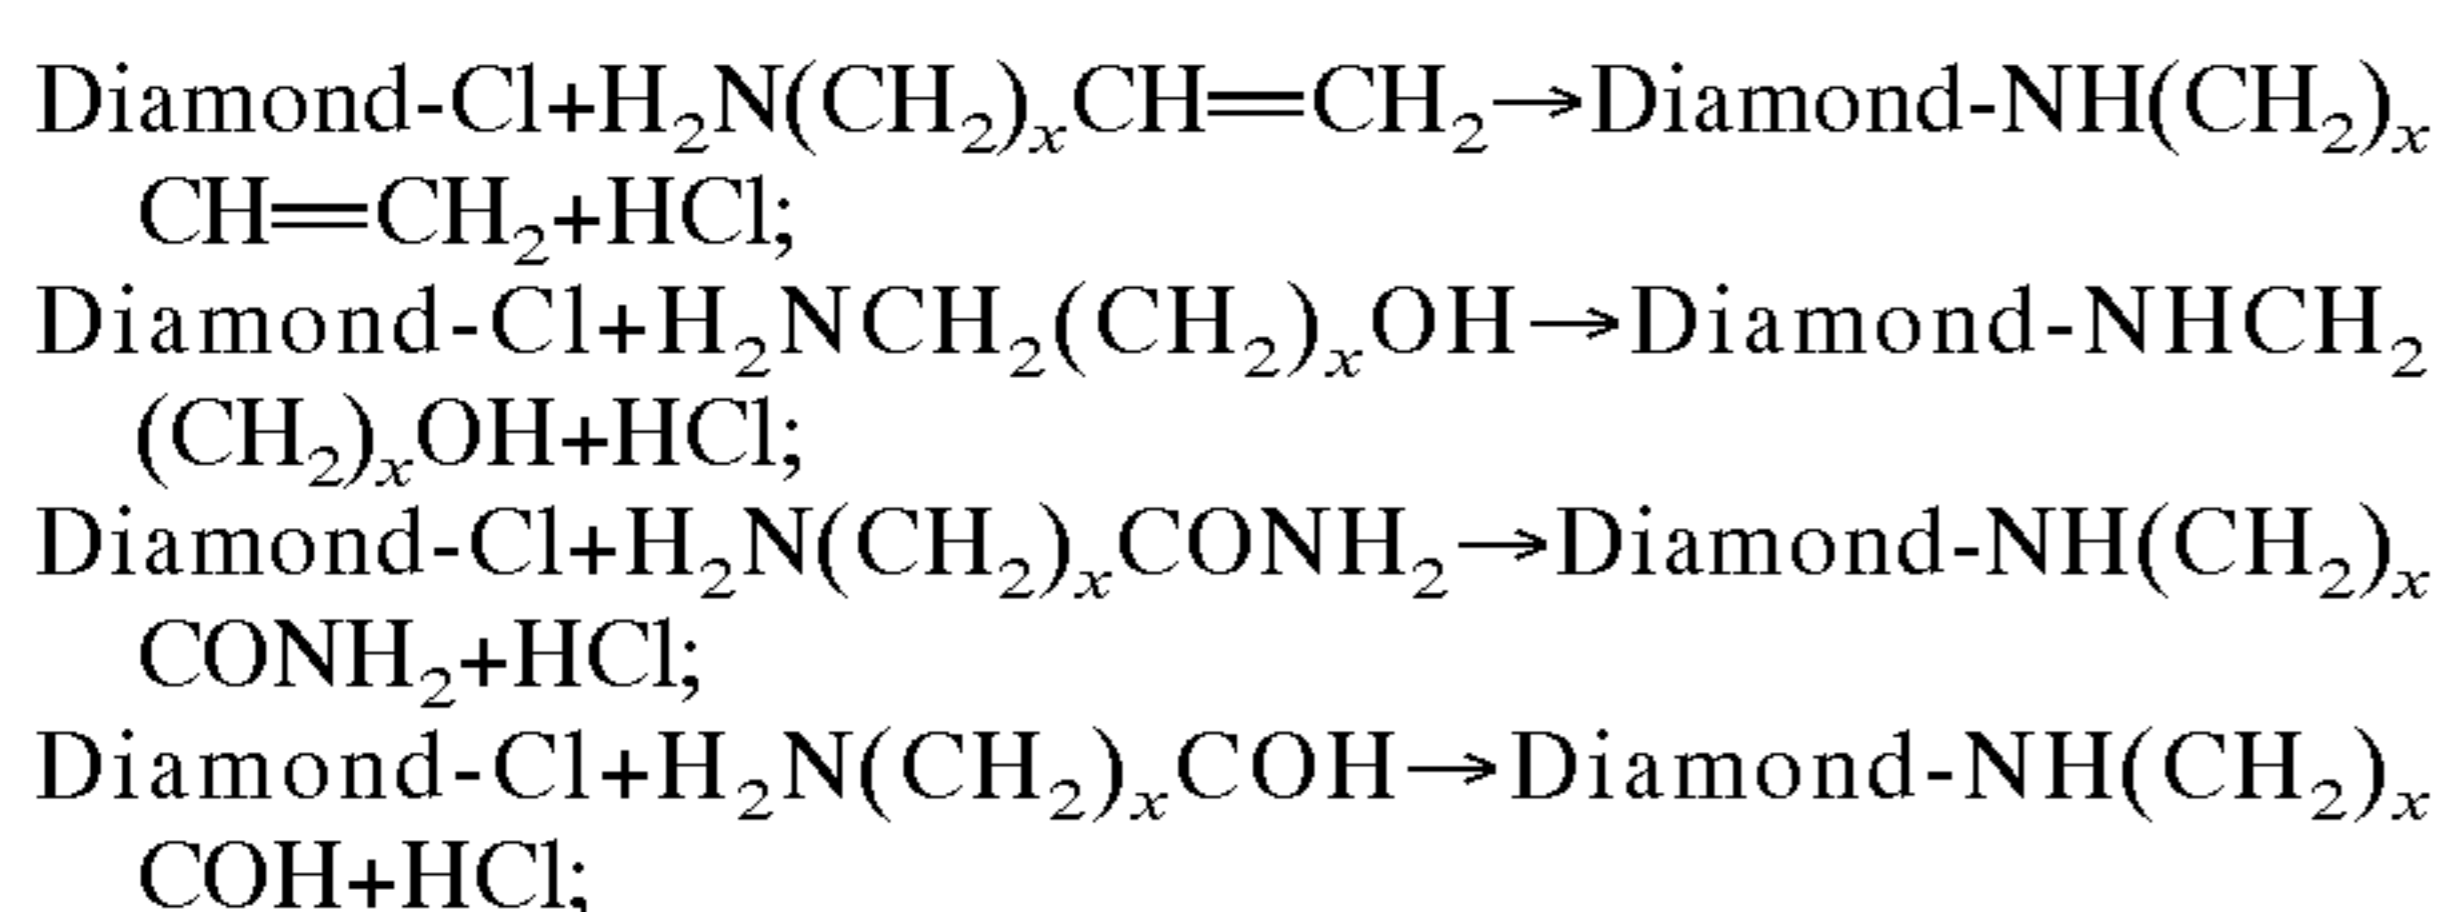 Diamond-Cl+H₂N(CH₂)ₓCH=CH₂→Diamond-NH(CH₂)ₓ
CH=CH₂+HCl;
Diamond-Cl+H₂NCH₂(CH₂)ₓOH→Diamond-NHCH₂
(CH₂)ₓOH+HCl;
Diamond-Cl+H₂N(CH₂)ₓCONH₂→Diamond-NH(CH₂)ₓ
CONH₂+HCl;
Diamond-Cl+H₂N(CH₂)ₓCOH→Diamond-NH(CH₂)ₓ
COH+HCl;